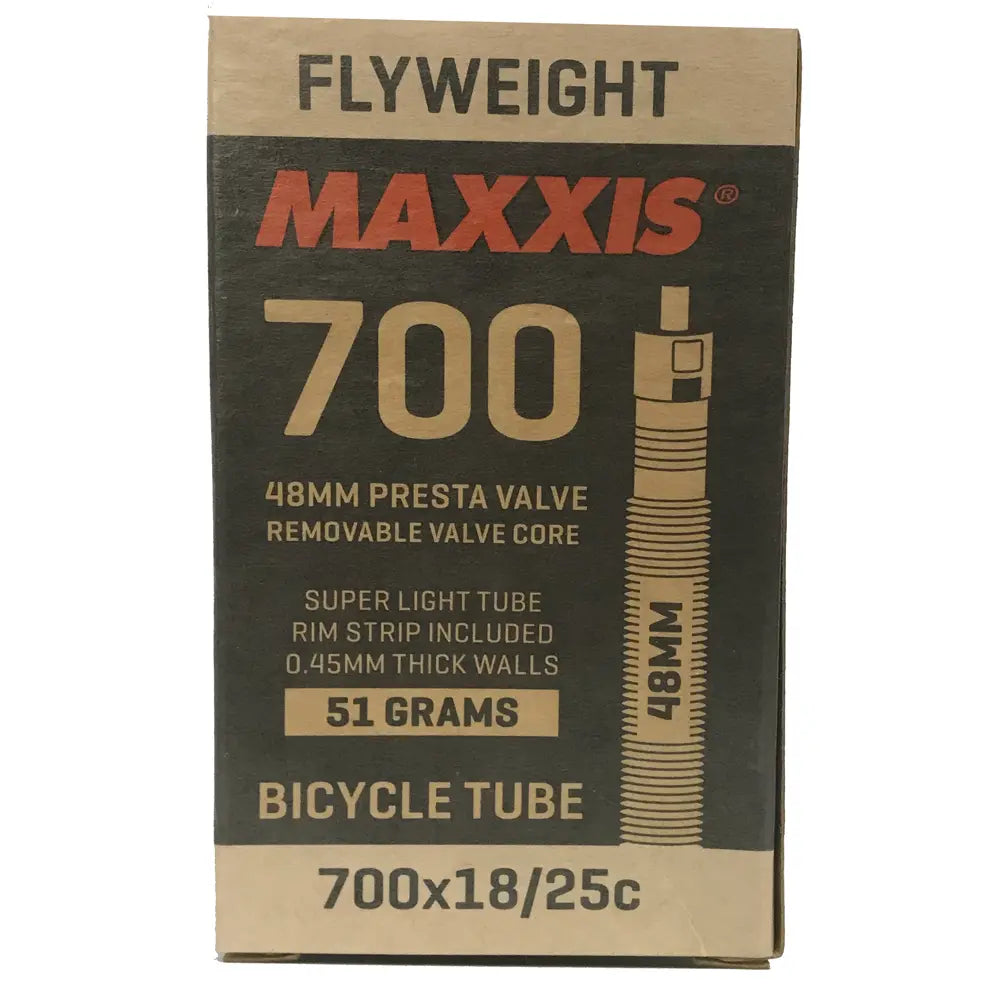 FLYWEIGHT
MAXXIS®
700
48MM PRESTA VALVE
REMOVABLE VALVE CORE
SUPER LIGHT TUBE
RIM STRIP INCLUDED
0.45MM THICK WALLS
51 GRAMS
48MM
BICYCLE TUBE
700x18/25c